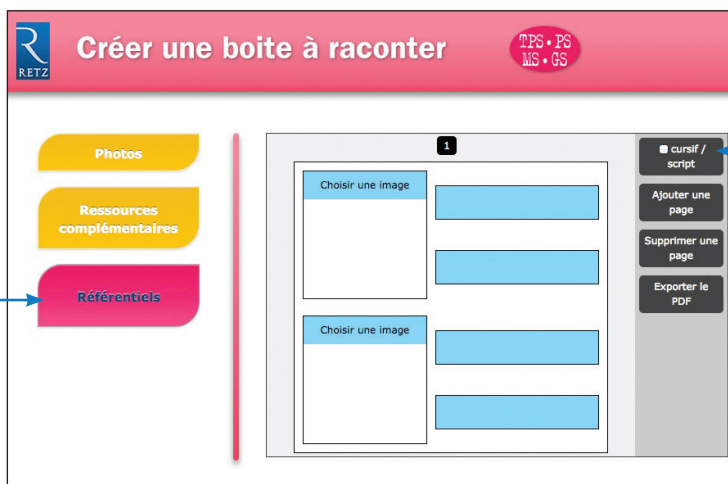 RETZ
Créer une boite à raconter
TPS • PS
MS • GS
Photos
Ressources
complémentaires
Référentiels
1
Choisir une image
Choisir une image
cursif /
script
Ajouter une
page
Supprimer une
page
Exporter le
PDF